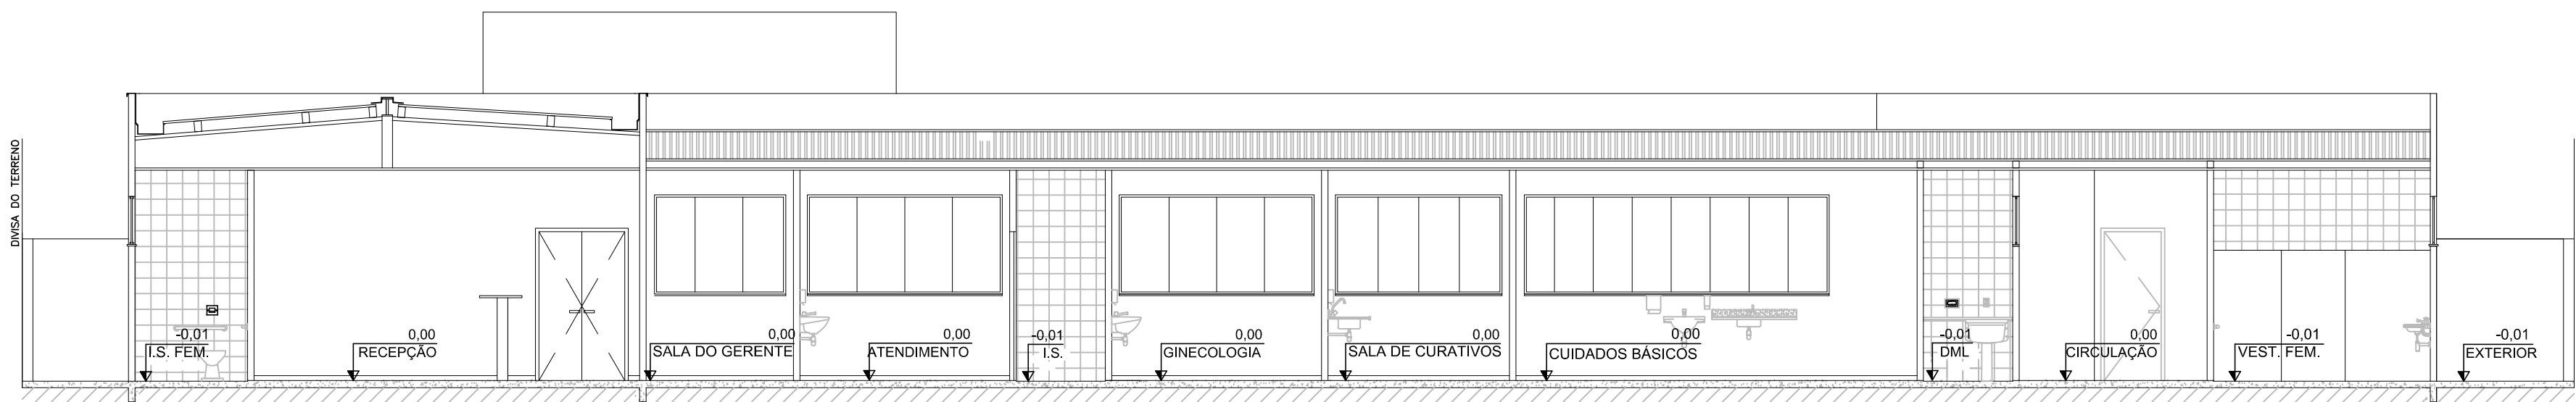 DIVISA DO TERRENO
-0,01
I.S. FEM.
0,00
RECEPÇÃO
0,00
SALA DO GERENTE
0,00
ATENDIMENTO
-0,01
I.S.
0,00
GINECOLOGIA
0,00
SALA DE CURATIVOS
0,00
CUIDADOS BÁSICOS
-0,01
DML
0,00
CIRCULAÇÃO
-0,01
VEST. FEM.
-0,01
EXTERIOR